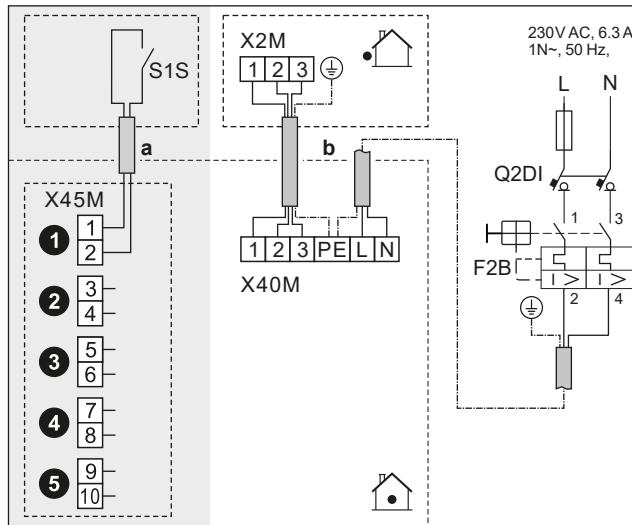 S1S
a
X45M
1
1
2
2
3
4
3
5
6
4
7
8
5
9
10
X2M
1 2 3
b
1 2 3 PE L N
X40M
230V AC, 6.3 A
1N~, 50 Hz,
L N
Q2DI
1 3
F2B
I > I >
2 4